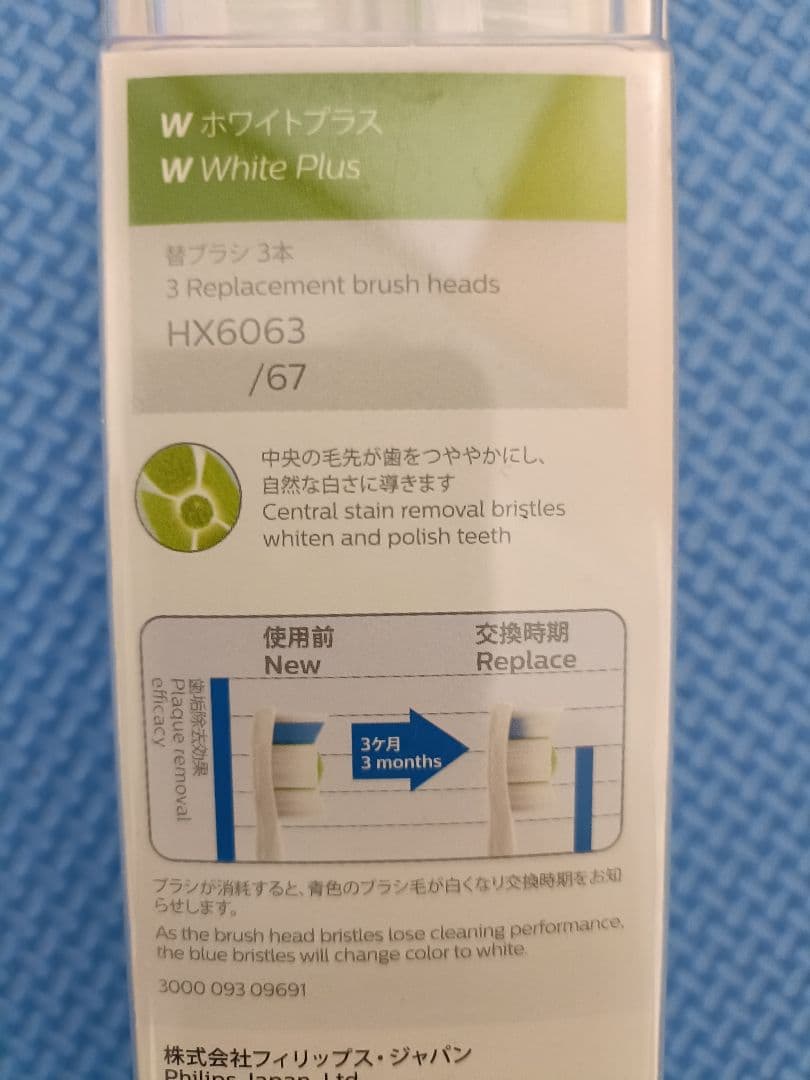 W ホワイトプラス
W White Plus
替ブラシ 3本
3 Replacement brush heads
HX6063
/67
中央の毛先が歯をつややかにし、
自然な白さに導きます
Central stain removal bristles
whiten and polish teeth
使用前
New
交換時期
Replace
歯垢除去効果
Plaque removal
efficacy
3ケ月
3 months
ブラシが消耗すると、青色のブラシ毛が白くなり交換時期をお知
らせします。
As the brush head bristles lose cleaning performance,
the blue bristles will change color to white.
3000 093 09691
株式会社フィリップス・ジャパン
Philips Japan, Ltd.